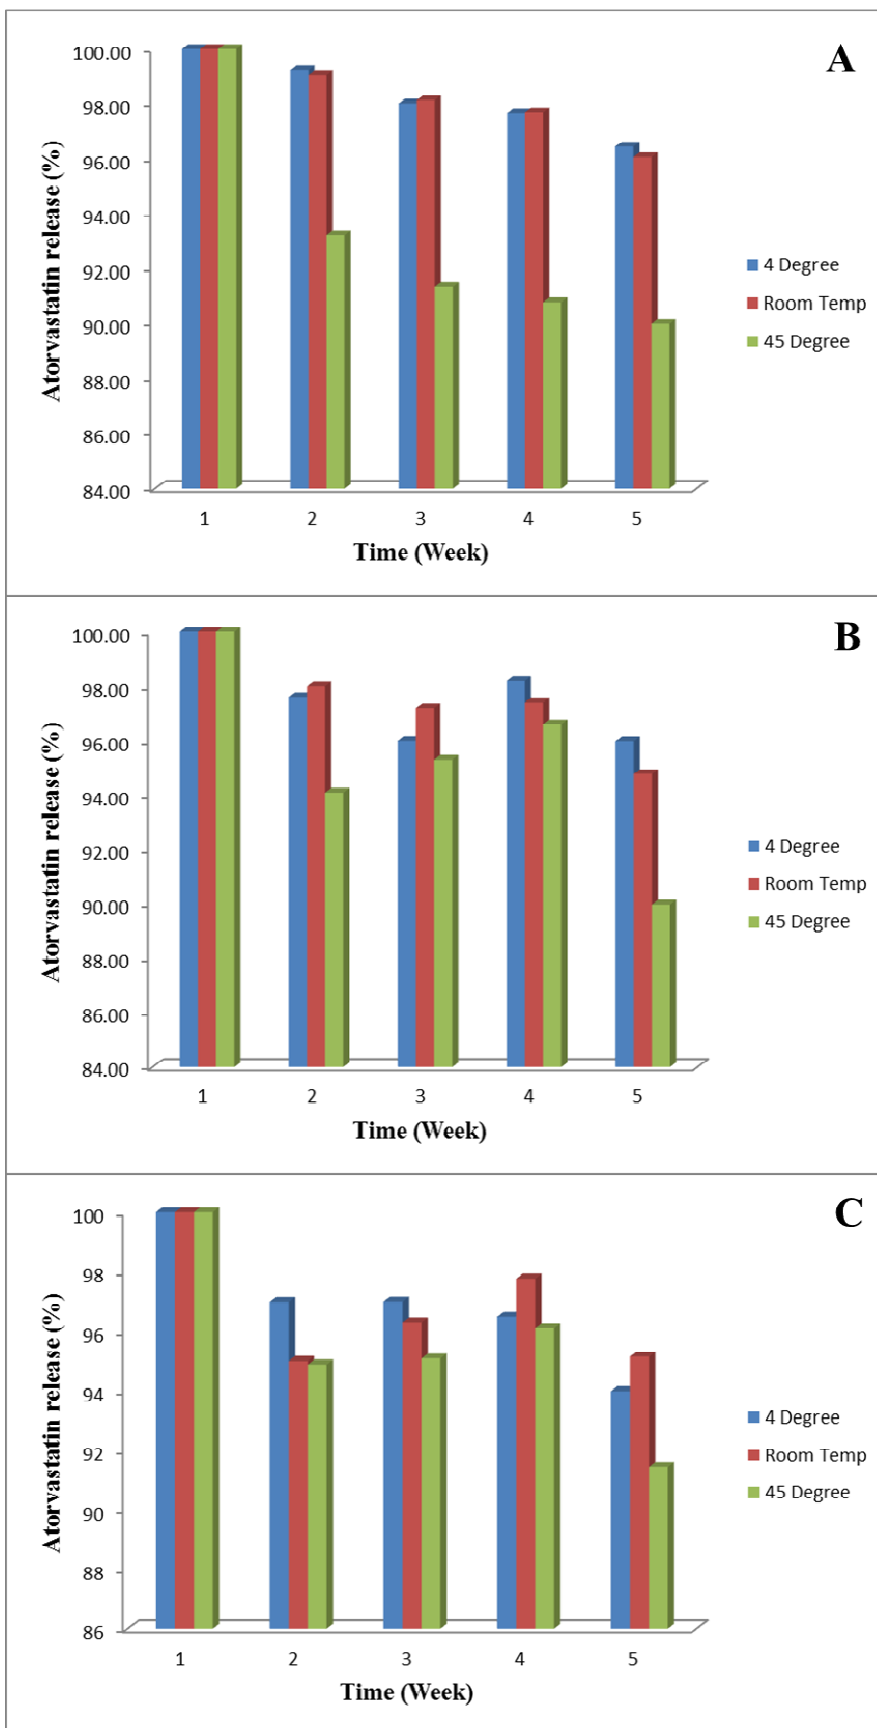 A
100.00
98.00
96.00
94.00
92.00
90.00
88.00
86.00
84.00
Atorvastatin release (%)
1 2 3 4 5
Time (Week)
4 Degree
Room Temp
45 Degree
B
100.00
98.00
96.00
94.00
92.00
90.00
88.00
86.00
84.00
Atorvastatin release (%)
1 2 3 4 5
Time (Week)
4 Degree
Room Temp
45 Degree
C
100
98
96
94
92
90
88
86
Atorvastatin release (%)
1 2 3 4 5
Time (Week)
4 Degree
Room Temp
45 Degree